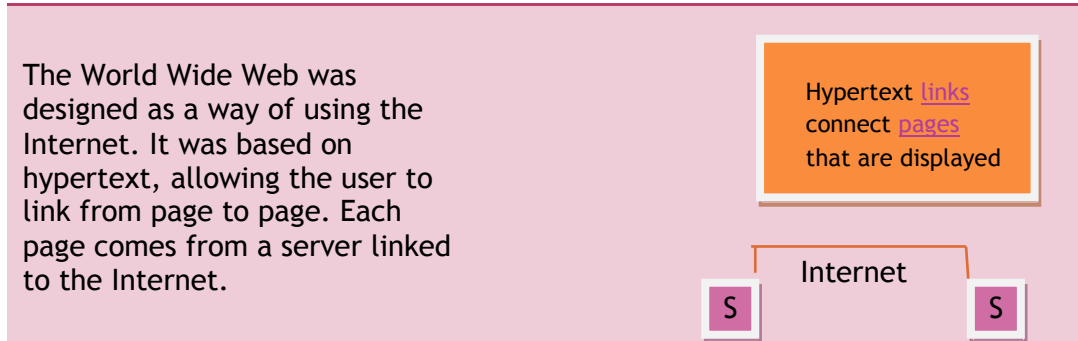 The World Wide Web was
designed as a way of using the
Internet. It was based on
hypertext, allowing the user to
link from page to page. Each
page comes from a server linked
to the Internet.
Hypertext links
connect pages
that are displayed
Internet
S
S